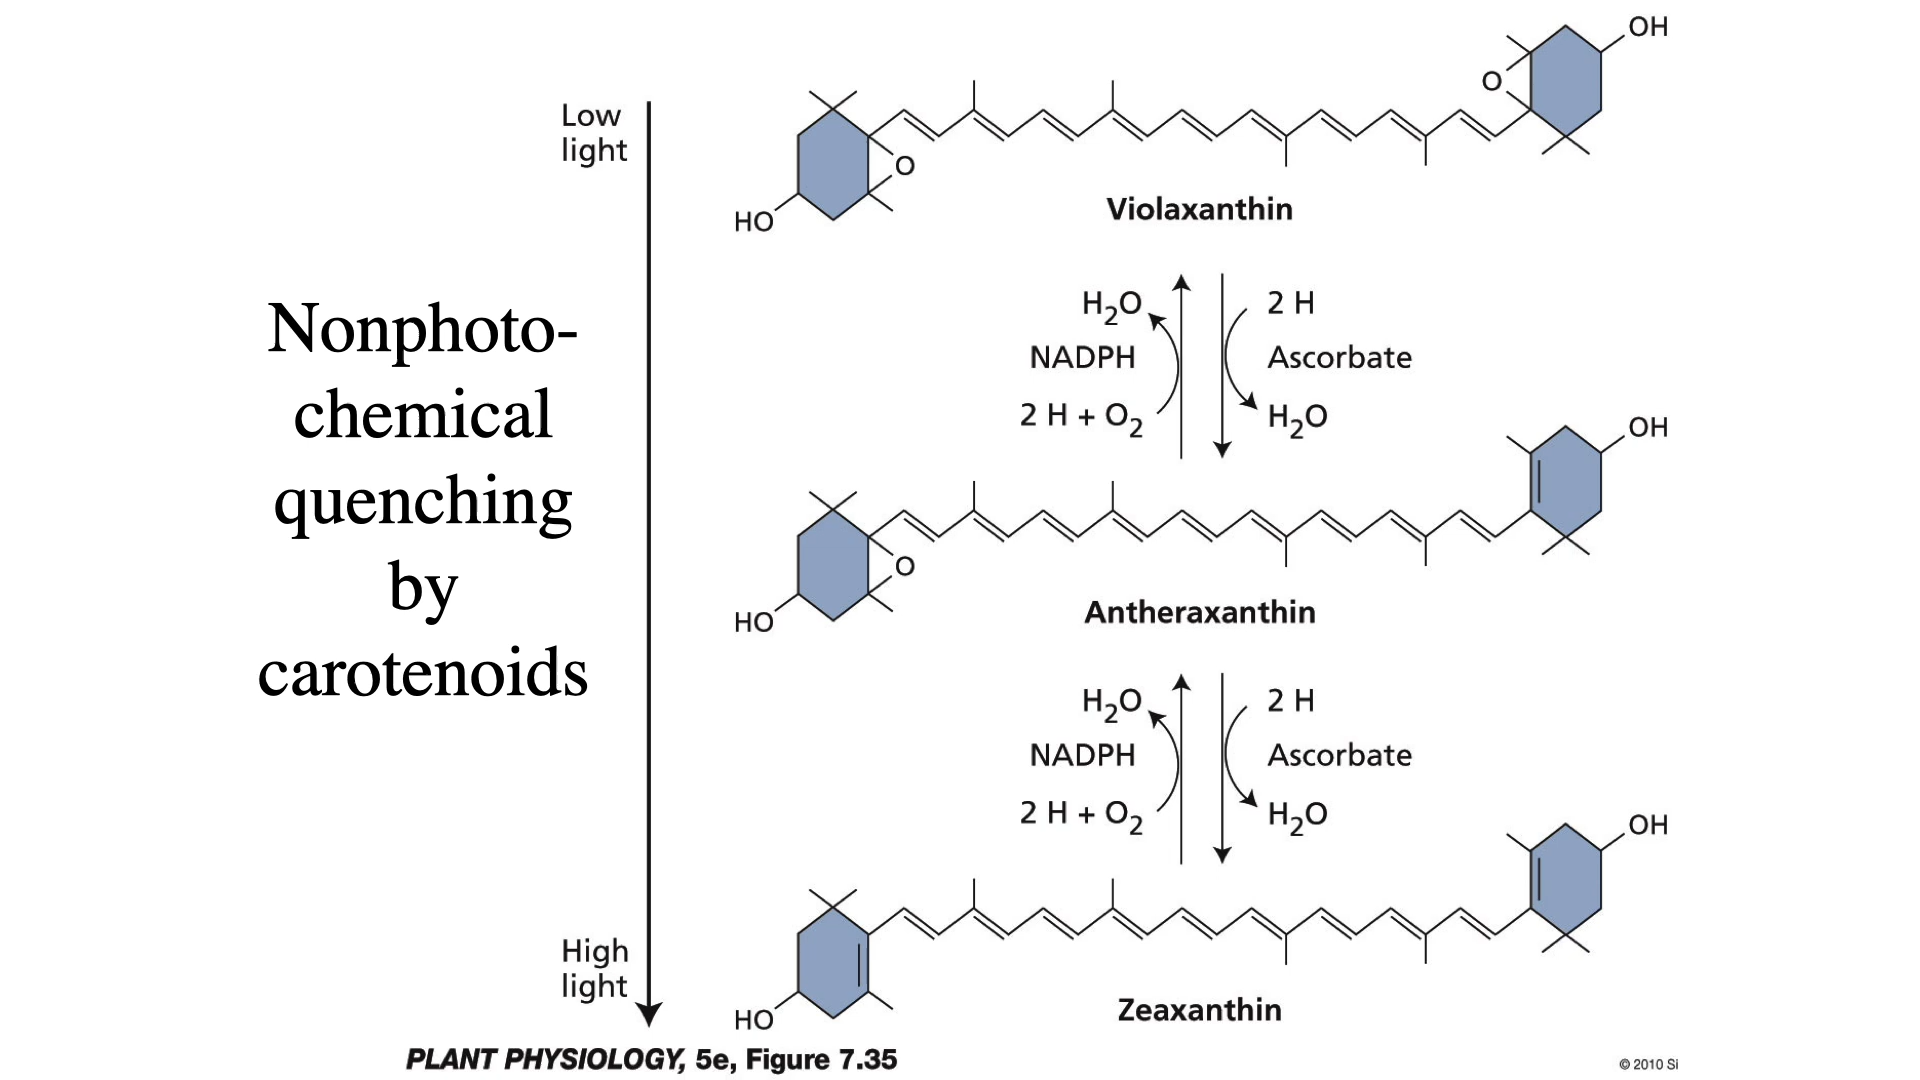 OH
O
Low
light
O
HO
Violaxanthin
Nonphoto-
chemical
quenching
by
carotenoids
H₂O
2 H
NADPH
Ascorbate
2 H + O₂
H₂O
OH
O
HO
Antheraxanthin
H₂O
2 H
NADPH
Ascorbate
2 H + O₂
H₂O
OH
High
light
HO
Zeaxanthin
PLANT PHYSIOLOGY, 5e, Figure 7.35
© 2010 Si